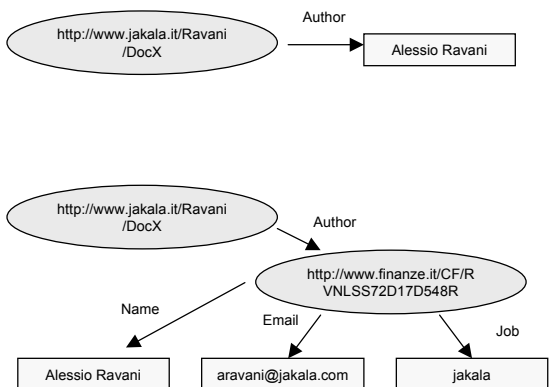 Author
http://www.jakala.it/Ravani
/DocX
Alessio Ravani
http://www.jakala.it/Ravani
/DocX
Author
http://www.finanze.it/CF/R
VNLSS72D17D548R
Name
Email
Job
Alessio Ravani
aravani@jakala.com
jakala